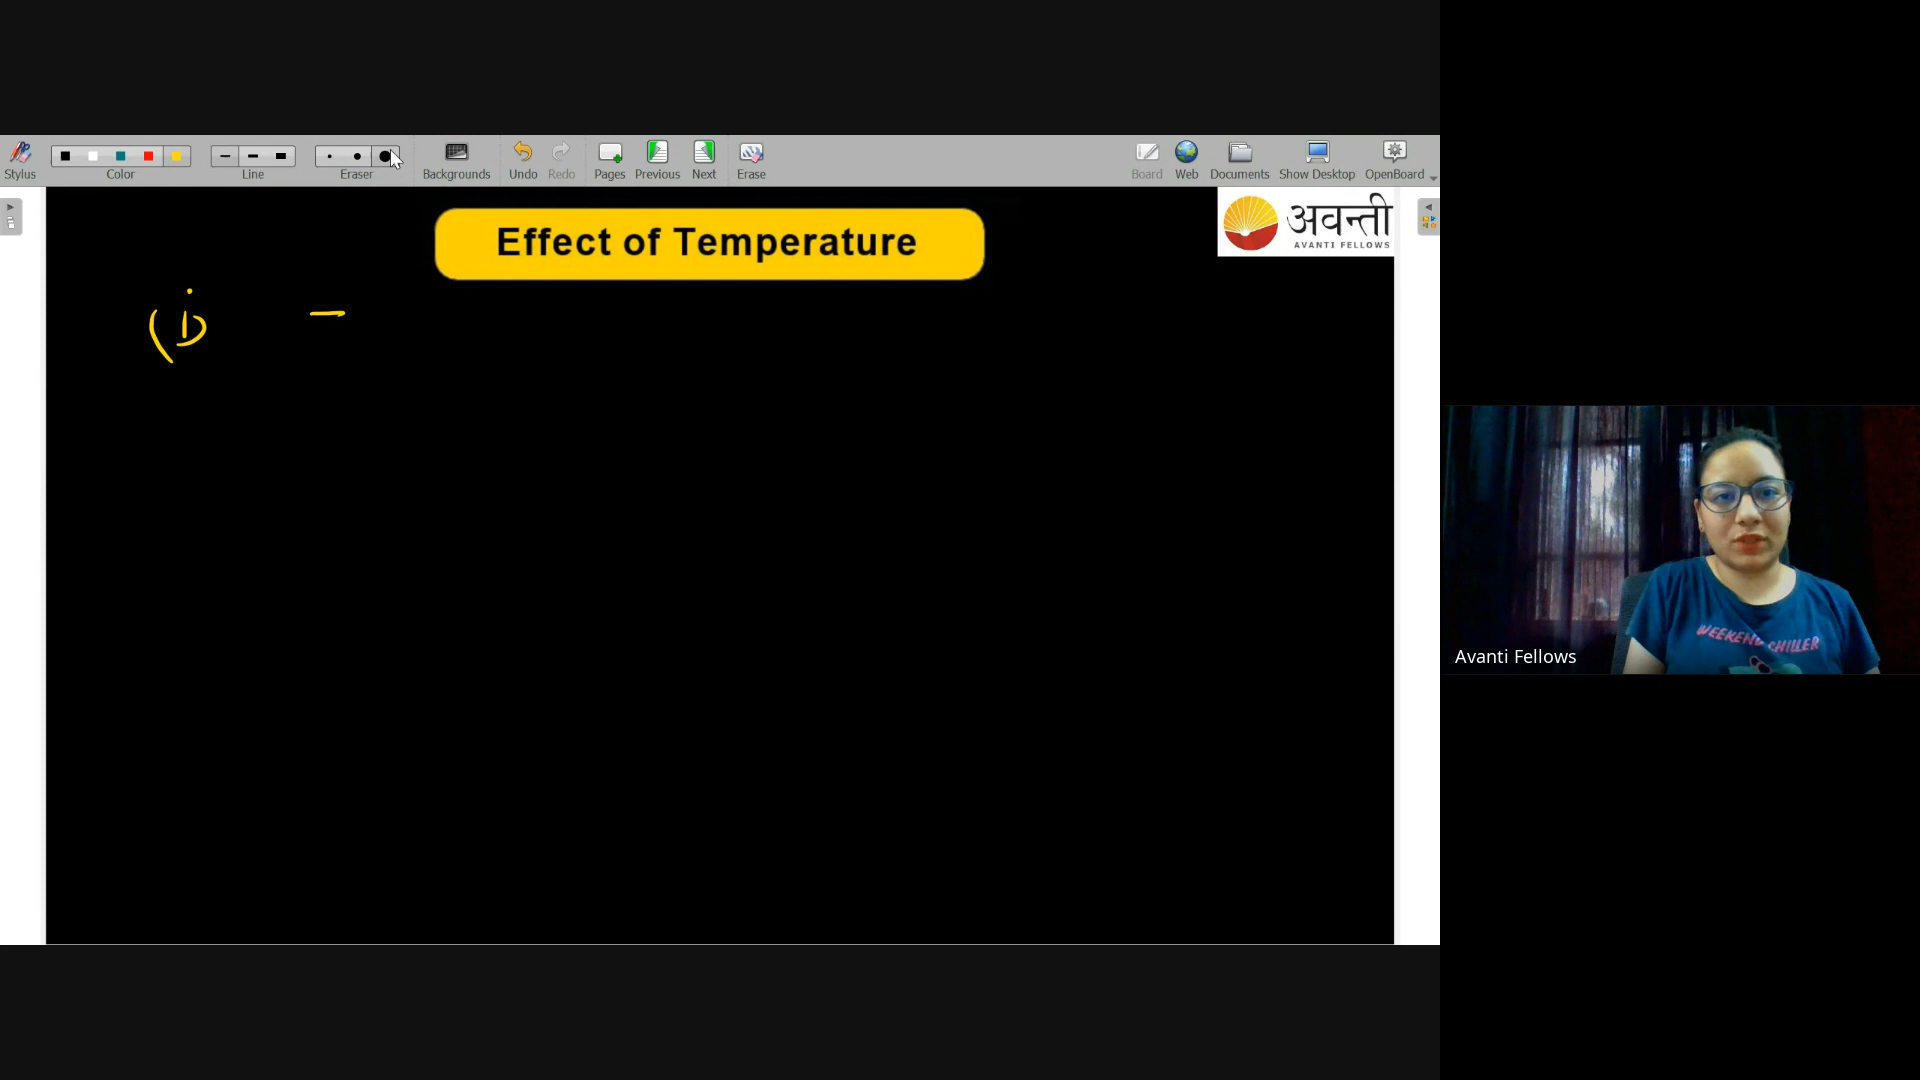 Stylus Color Line Eraser Backgrounds Undo Redo Pages Previous Next Erase Board Web Documents Show Desktop OpenBoard
Effect of Temperature
अवन्ती
AVANTI FELLOWS
(i) –
WEEKEND CHILLER
Avanti Fellows